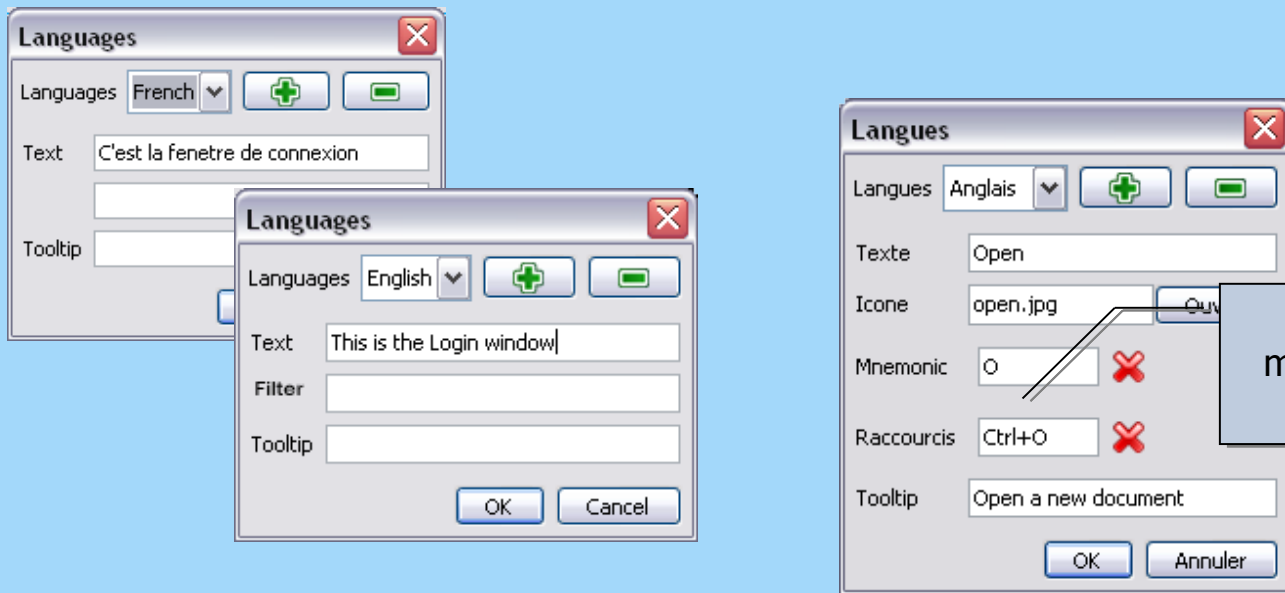 Languages
Languages French
Text C'est la fenetre de connexion
Tooltip
Languages
Languages English
Text This is the Login window
Filter
Tooltip
OK Cancel
Langues
Langues Anglais
Texte Open
Icone open.jpg
Mnemonic O
Raccourcis Ctrl+O
Tooltip Open a new document
OK Annuler